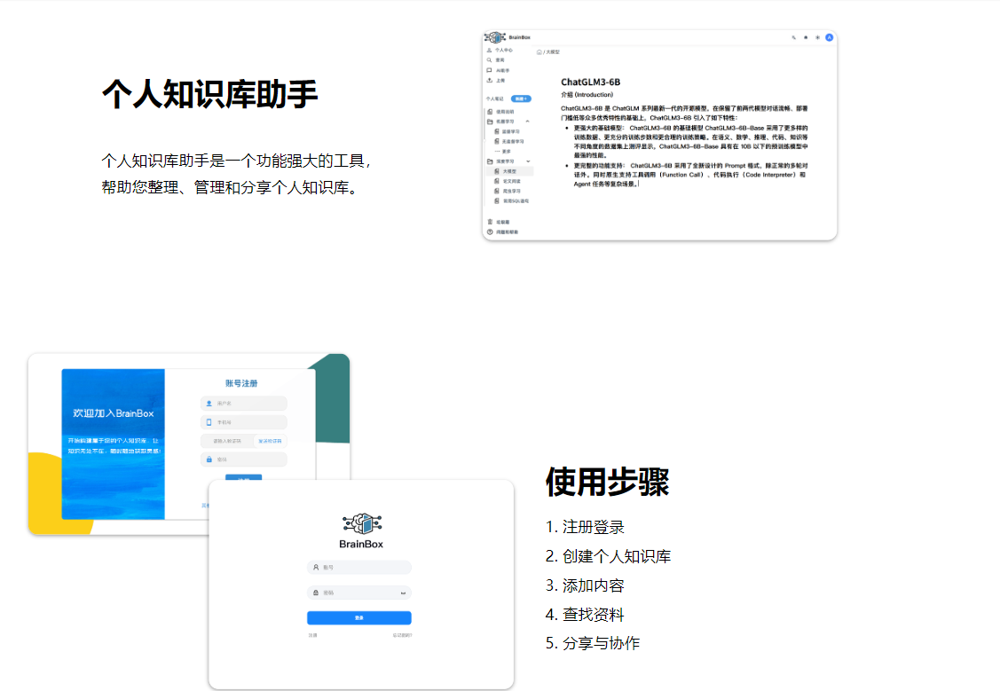 个人知识库助手
个人知识库助手是一个功能强大的工具，
帮助您整理、管理和分享个人知识库。
BrainBox
个人中心
查询
AI助手
上传
个人笔记
使用说明
机器学习
监督学习
无监督学习
更多
深度学习
大模型
论文阅读
爬虫学习
垃圾箱
问题和帮助
/ 大模型
ChatGLM3-6B
介绍 (Introduction)
ChatGLM3-6B 是 ChatGLM 系列最新一代的开源模型，在保留了前两代模型对话流畅、部署
门槛低等众多优秀特性的基础上，ChatGLM3-6B 引入了如下特性：
• 更强大的基础模型： ChatGLM3-6B 的基础模型 ChatGLM3-6B-Base 采用了更多样的
训练数据、更充分的训练步数和更合理的训练策略。在语义、数学、推理、代码、知识等
不同角度的数据集上测评显示，ChatGLM3-6B-Base 具有在 10B 以下的预训练模型中
最强的性能。
• 更完整的功能支持： ChatGLM3-6B 采用了全新设计的 Prompt 格式，除正常的多轮对
话外。同时原生支持工具调用（Function Call）、代码执行（Code Interpreter）和
Agent 任务等复杂场景。
欢迎加入BrainBox
开始构建属于您的个人知识库，让
知识无处不在，随时随地获取灵感！
账号注册
用户名
手机号
请输入验证码
发送验证码
密码
BrainBox
账号
密码
登录
注册
忘记密码?
使用步骤
1. 注册登录
2. 创建个人知识库
3. 添加内容
4. 查找资料
5. 分享与协作